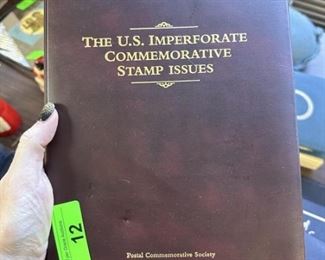 THE U.S. IMPERFORATE
COMMEMORATIVE
STAMP ISSUES
12
Postal Commemorative Society